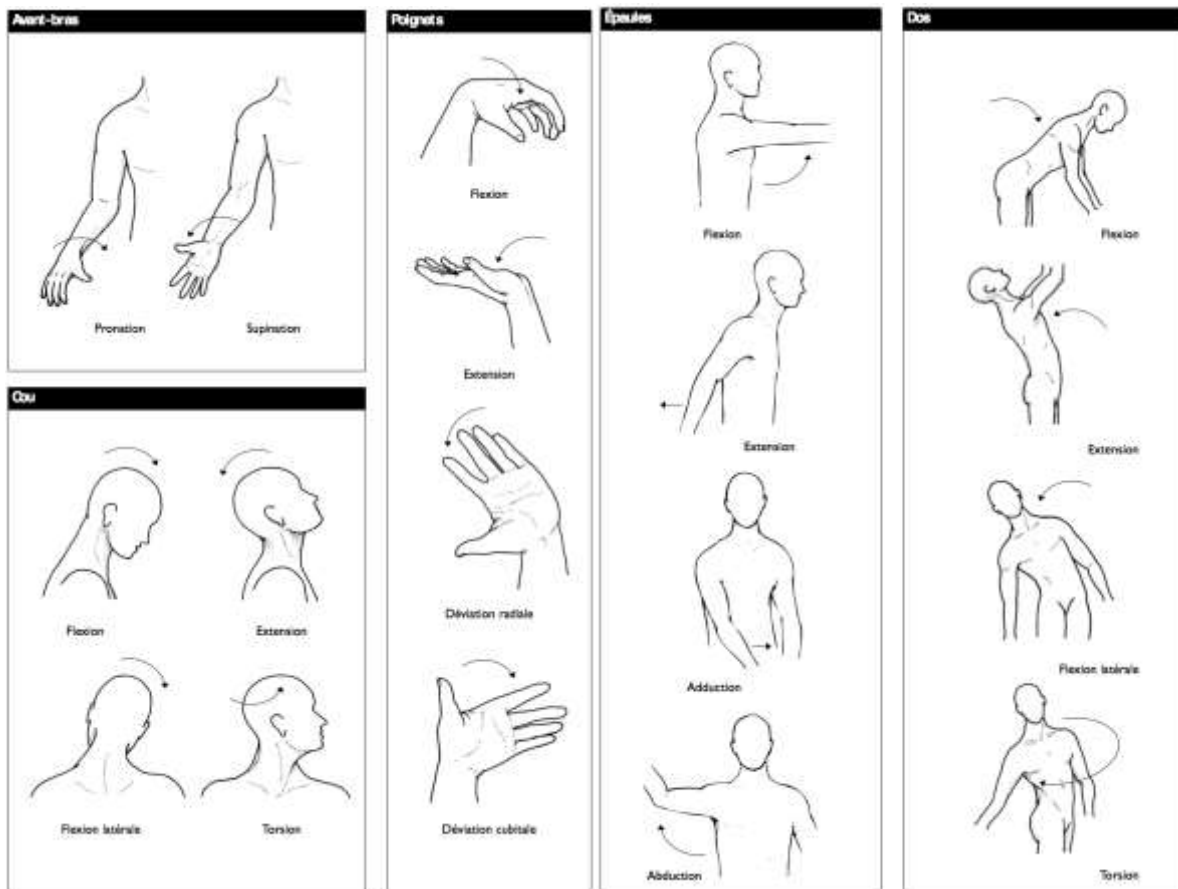 Avant-bras
Pronation
Supination
Cou
Flexion
Extension
Flexion latérale
Torsion
Poignets
Flexion
Extension
Déviation radiale
Déviation cubitale
Épaules
Flexion
Extension
Adduction
Abduction
Dos
Flexion
Extension
Flexion latérale
Torsion